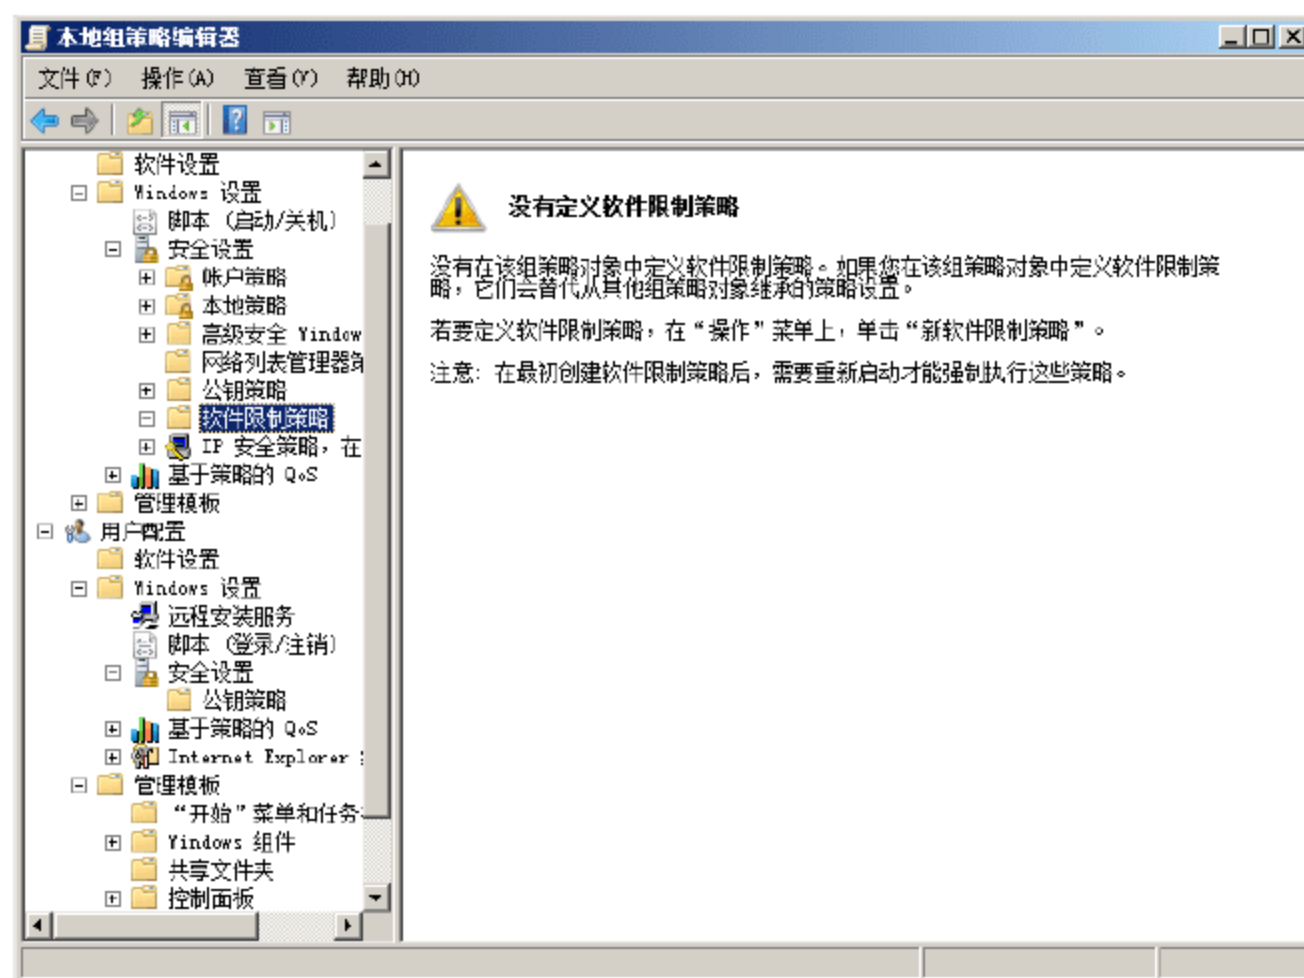 本地组策略编辑器
文件(F) 操作(A) 查看(V) 帮助(H)
软件设置
Windows 设置
脚本 (启动/关机)
安全设置
帐户策略
本地策略
高级安全 Window
网络列表管理器策
公钥策略
软件限制策略
IP 安全策略，在
基于策略的 QoS
管理模板
用户配置
软件设置
Windows 设置
远程安装服务
脚本 (登录/注销)
安全设置
公钥策略
基于策略的 QoS
Internet Explorer
管理模板
“开始”菜单和任务
Windows 组件
共享文件夹
控制面板
没有定义软件限制策略
没有在该组策略对象中定义软件限制策略。如果您在该组策略对象中定义软件限制策
略，它们会替代从其他组策略对象继承的策略设置。
若要定义软件限制策略，在“操作”菜单上，单击“新软件限制策略”。
注意: 在最初创建软件限制策略后，需要重新启动才能强制执行这些策略。